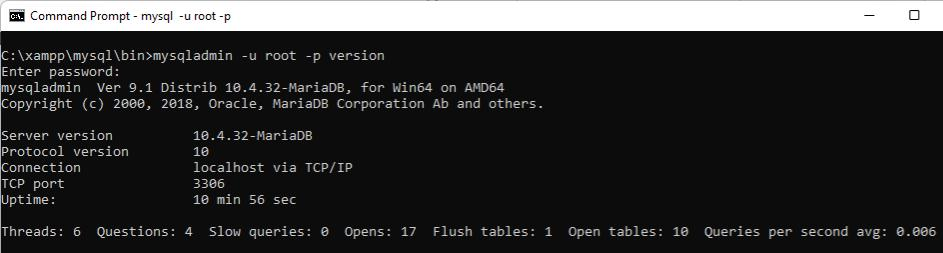 Command Prompt - mysql -u root -p
C:\xampp\mysql\bin>mysqladmin -u root -p version
Enter password:
mysqladmin  Ver 9.1 Distrib 10.4.32-MariaDB, for Win64 on AMD64
Copyright (c) 2000, 2018, Oracle, MariaDB Corporation Ab and others.
Server version          10.4.32-MariaDB
Protocol version        10
Connection              localhost via TCP/IP
TCP port                3306
Uptime:                 10 min 56 sec
Threads: 6  Questions: 4  Slow queries: 0  Opens: 17  Flush tables: 1  Open tables: 10  Queries per second avg: 0.006